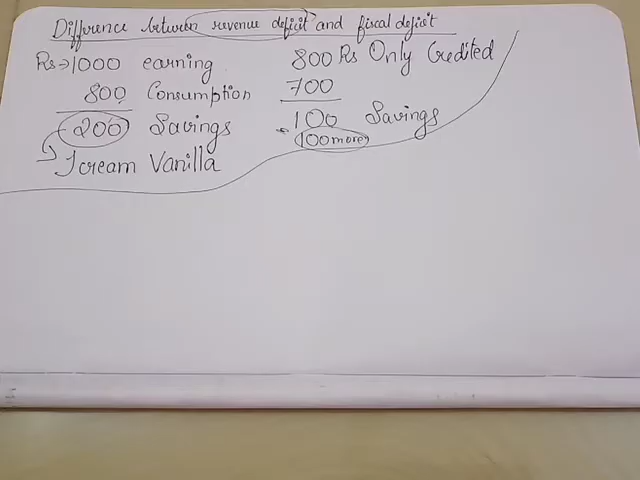 Difference between revenue deficit and fiscal deficit
Rs→1000 earning
800 Consumption
200 Savings
Icream Vanilla
800 Rs Only Credited
700
100 Savings
100 more